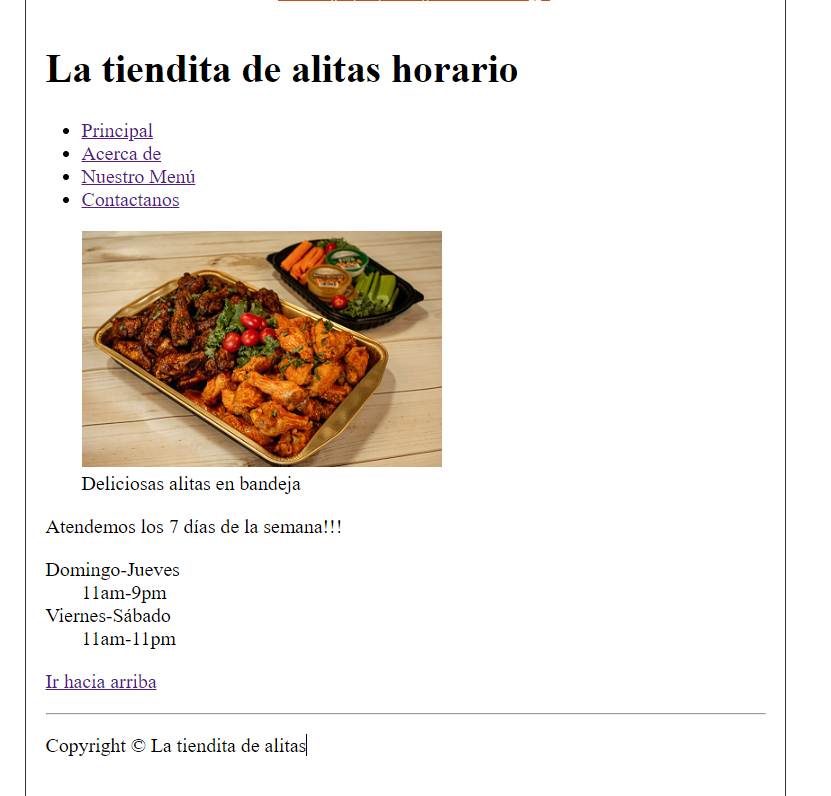 La tiendita de alitas horario
Principal
Acerca de
Nuestro Menú
Contactanos
Deliciosas alitas en bandeja
Atendemos los 7 días de la semana!!!
Domingo-Jueves
11am-9pm
Viernes-Sábado
11am-11pm
Ir hacia arriba
Copyright © La tiendita de alitas